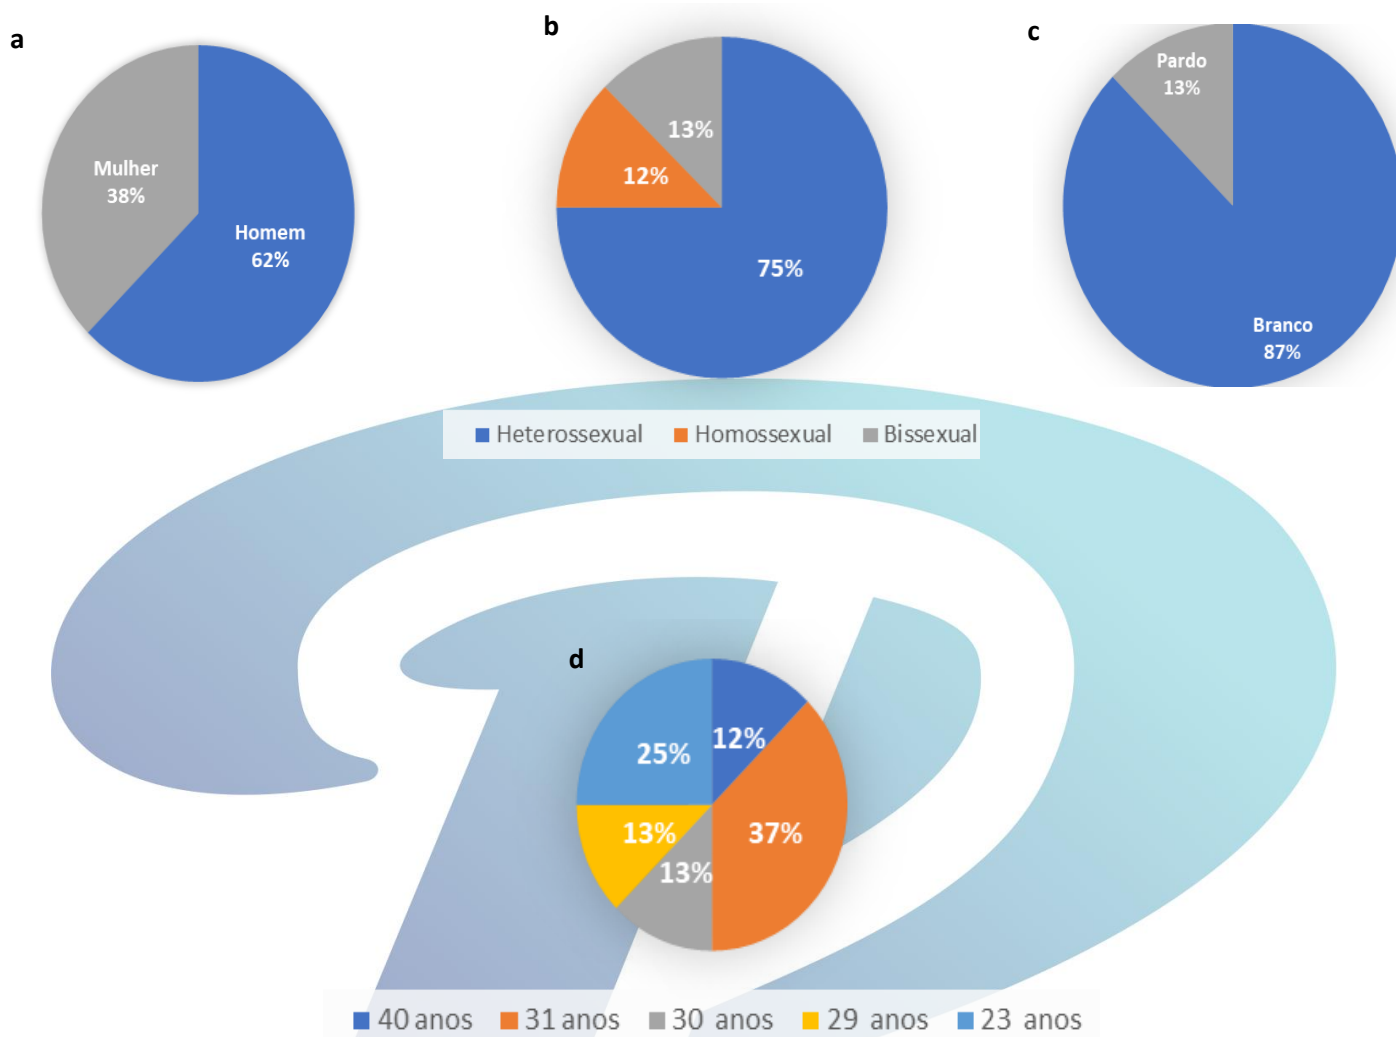 a
Mulher
38%
Homem
62%
b
13%
12%
75%
Heterossexual Homossexual Bissexual
c
Pardo
13%
Branco
87%
d
12%
25%
37%
13%
13%
40 anos 31 anos 30 anos 29 anos 23 anos